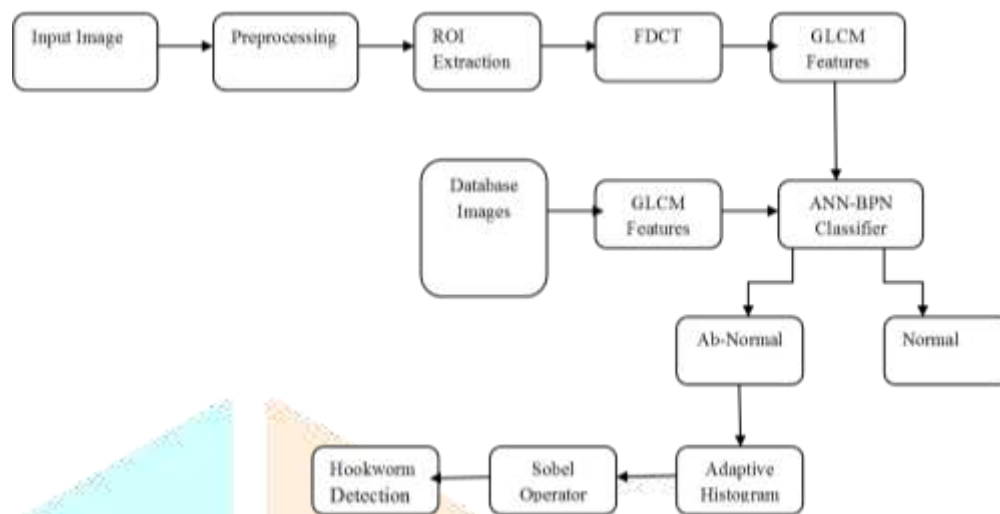 Input Image
Preprocessing
ROI
Extraction
FDCT
GLCM
Features
Database
Images
GLCM
Features
ANN-BPN
Classifier
Ab-Normal
Normal
Hookworm
Detection
Sobel
Operator
Adaptive
Histogram